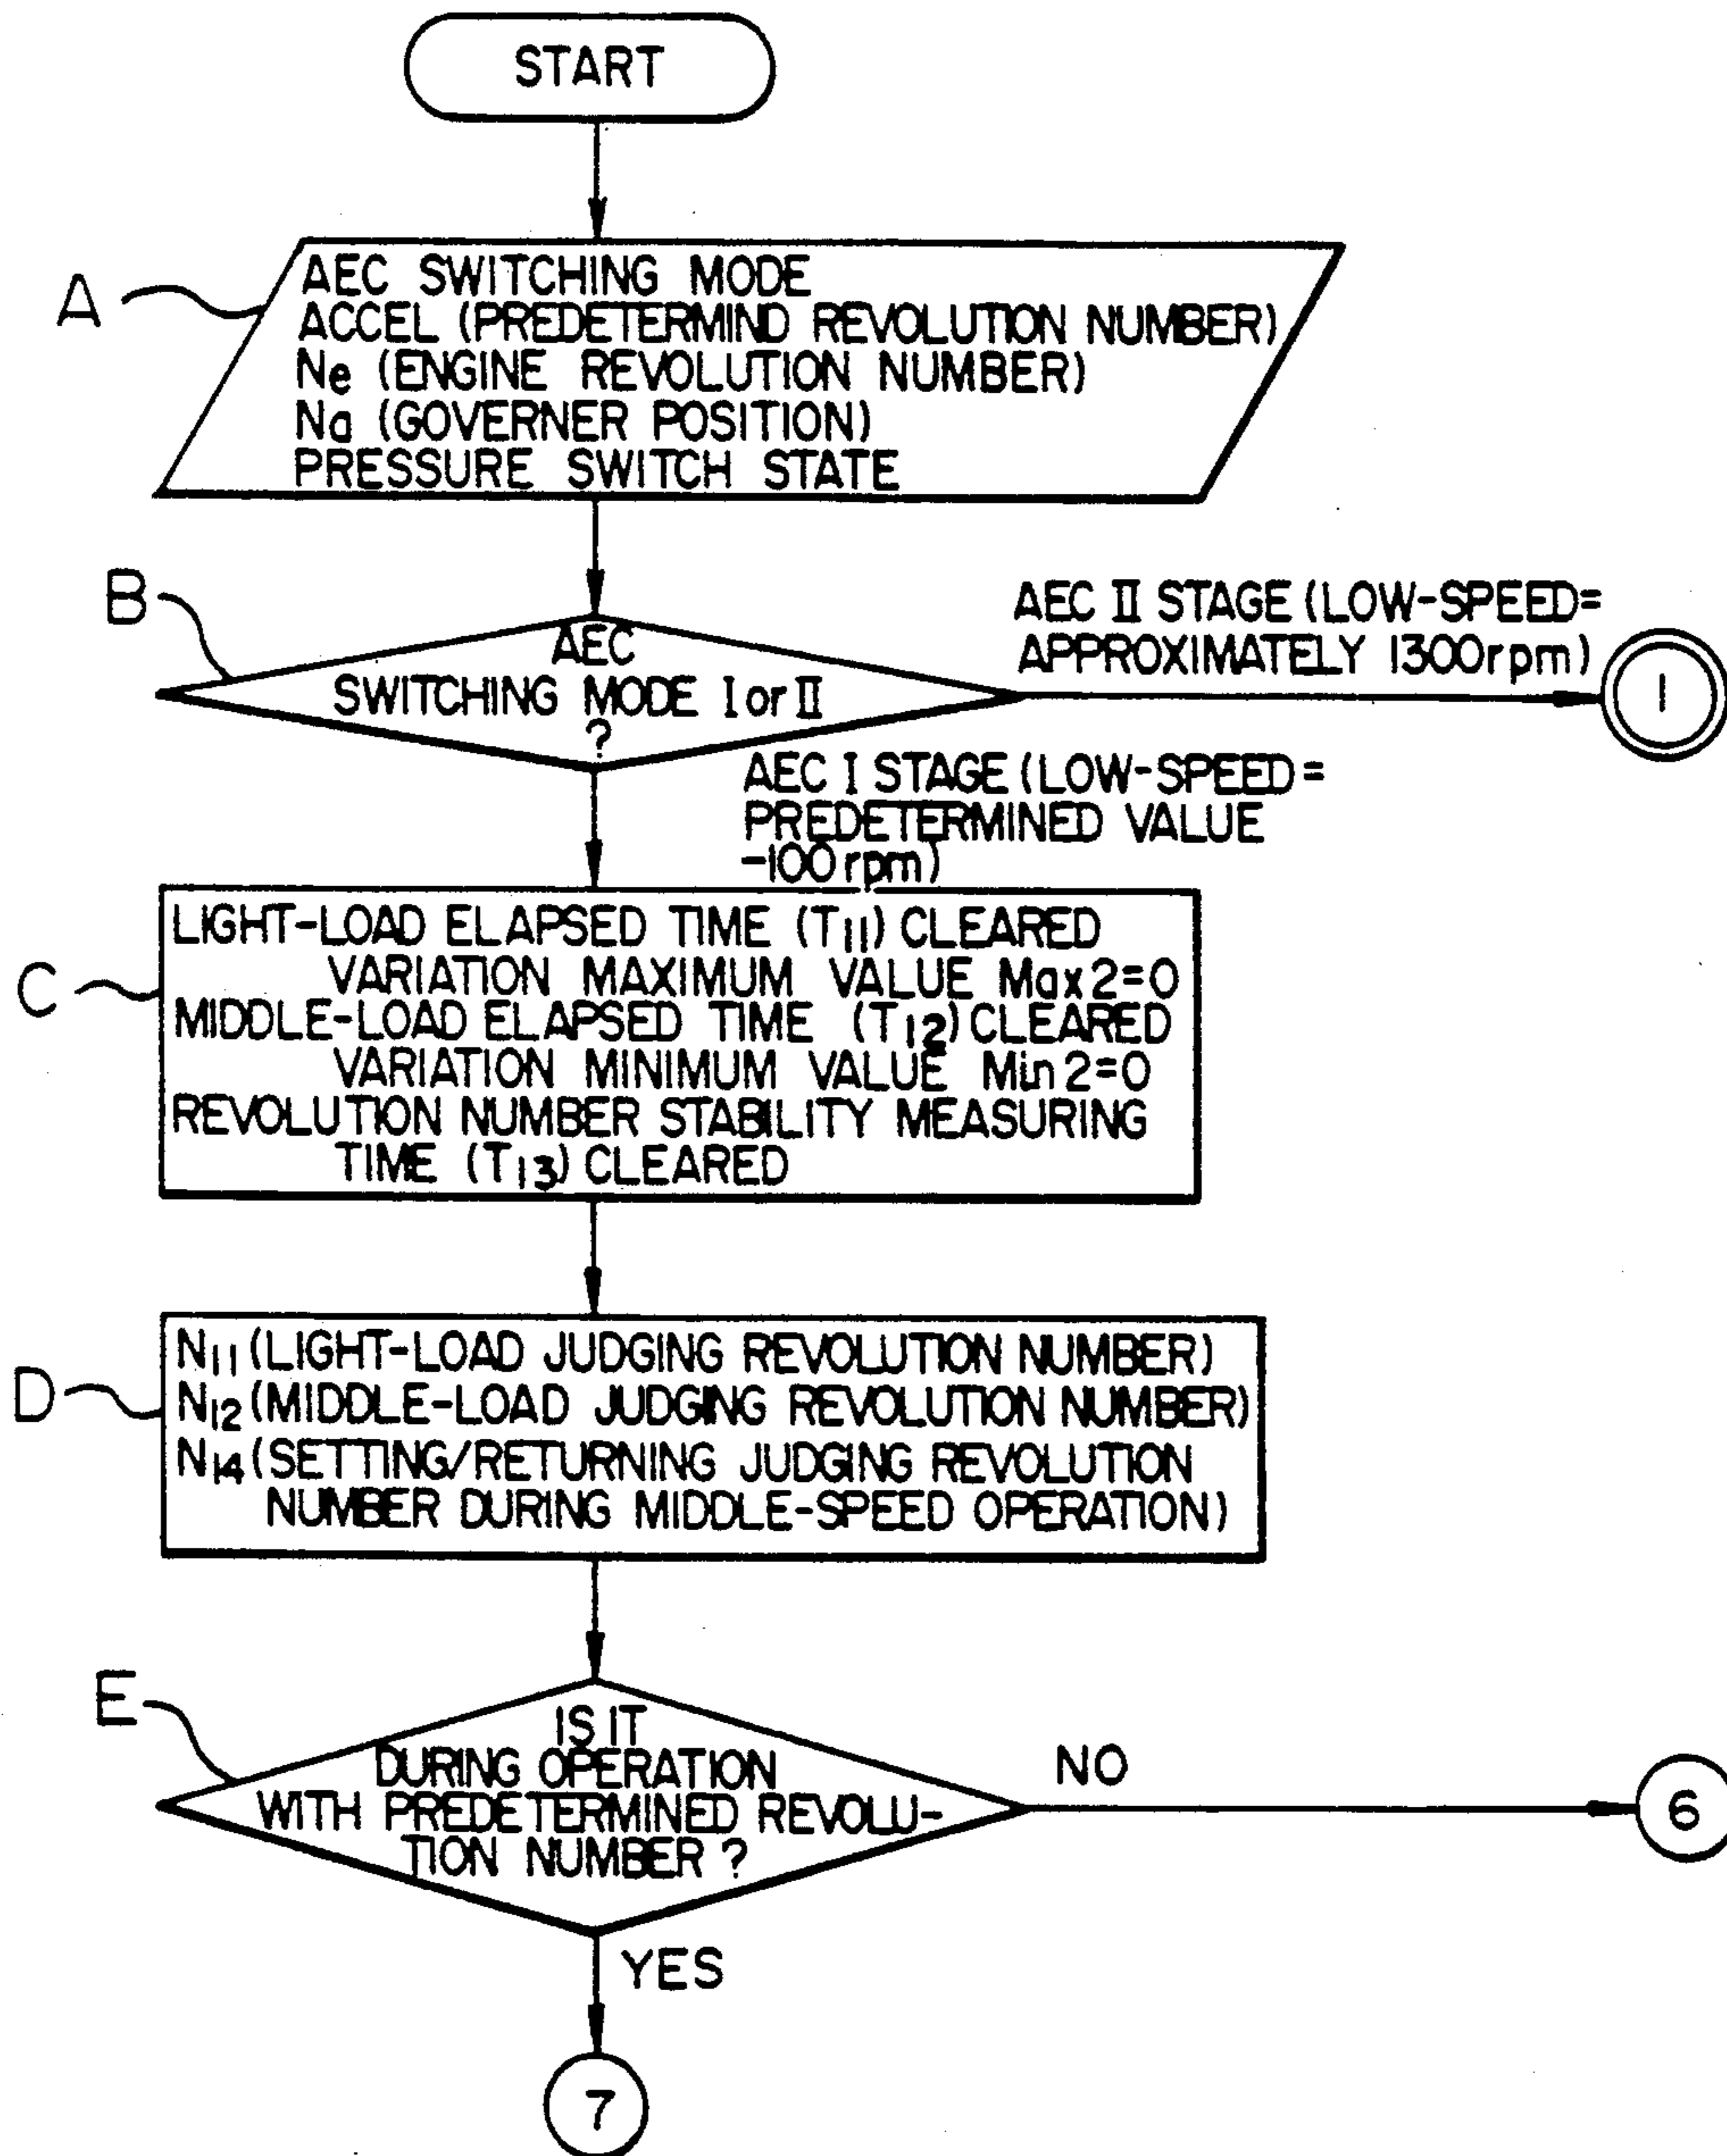 START
A
AEC SWITCHING MODE
ACCEL (PREDETERMIND REVOLUTION NUMBER)
Ne (ENGINE REVOLUTION NUMBER)
Na (GOVERNER POSITION)
PRESSURE SWITCH STATE
B
AEC
SWITCHING MODE I or II
?
AEC II STAGE (LOW-SPEED=
APPROXIMATELY 1300rpm)
1
AEC I STAGE (LOW-SPEED=
PREDETERMINED VALUE
-100rpm)
C
LIGHT-LOAD ELAPSED TIME (T11) CLEARED
VARIATION MAXIMUM VALUE Max2=0
MIDDLE-LOAD ELAPSED TIME (T12) CLEARED
VARIATION MINIMUM VALUE Min2=0
REVOLUTION NUMBER STABILITY MEASURING
TIME (T13) CLEARED
D
N11 (LIGHT-LOAD JUDGING REVOLUTION NUMBER)
N12 (MIDDLE-LOAD JUDGING REVOLUTION NUMBER)
N14 (SETTING/RETURNING JUDGING REVOLUTION
NUMBER DURING MIDDLE-SPEED OPERATION)
E
IS IT
DURING OPERATION
WITH PREDETERMINED REVOLU-
TION NUMBER ?
NO
6
YES
7